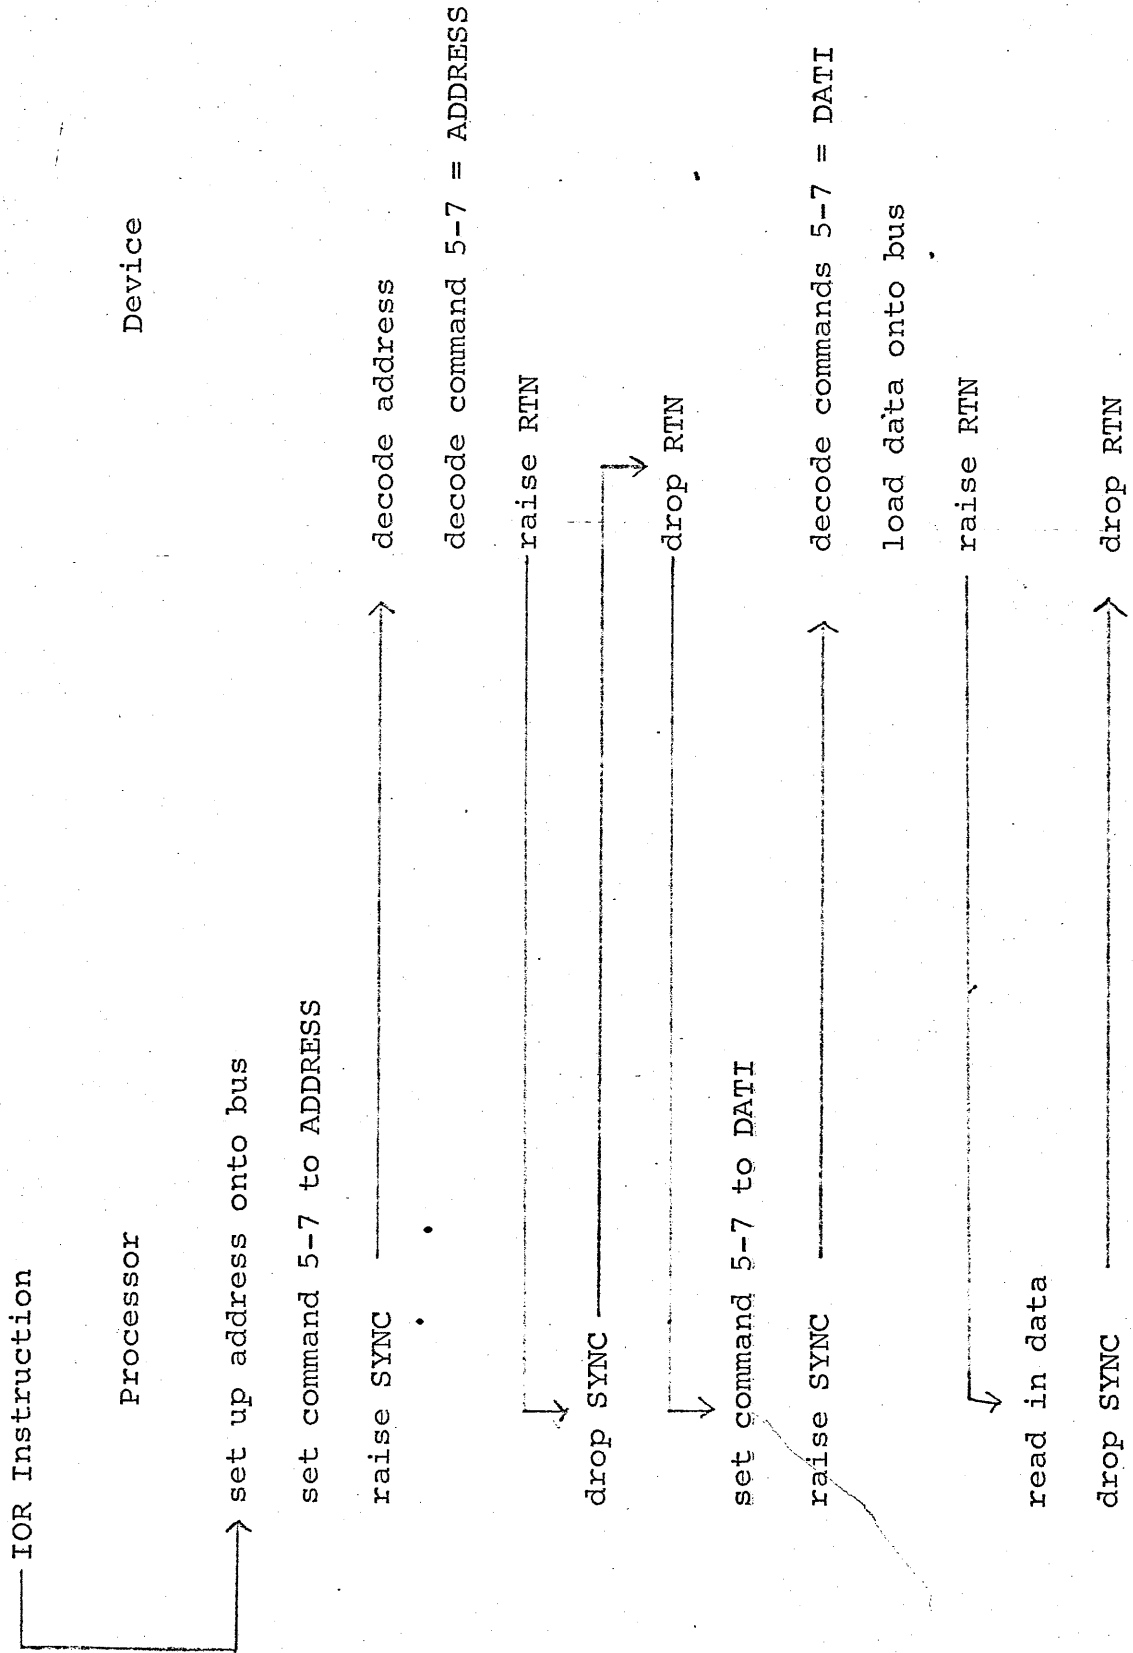 IOR Instruction
Processor Device
set up address onto bus
set command 5-7 to ADDRESS
raise SYNC decode address
decode command 5-7 = ADDRESS
raise RTN
drop SYNC
drop RTN
set command 5-7 to DATI
raise SYNC decode commands 5-7 = DATI
load data onto bus
raise RTN
read in data
drop SYNC drop RTN